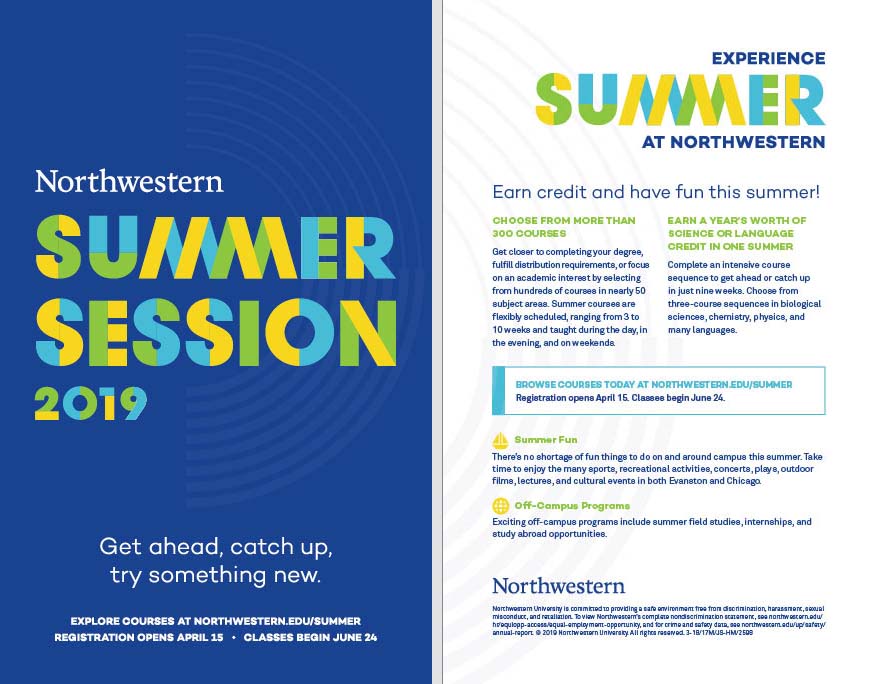 Northwestern
SUMMER
SESSION
2019
Get ahead, catch up,
try something new.
EXPLORE COURSES AT NORTHWESTERN.EDU/SUMMER
REGISTRATION OPENS APRIL 15 • CLASSES BEGIN JUNE 24
EXPERIENCE
SUMMER
AT NORTHWESTERN
Earn credit and have fun this summer!
CHOOSE FROM MORE THAN
300 COURSES
Get closer to completing your degree,
fulfill distribution requirements, or focus
on an academic interest by selecting
from hundreds of courses in nearly 50
subject areas. Summer courses are
flexibly scheduled, ranging from 3 to
10 weeks and taught during the day, in
the evening, and on weekends.
EARN A YEAR'S WORTH OF
SCIENCE OR LANGUAGE
CREDIT IN ONE SUMMER
Complete an intensive course
sequence to get ahead or catch up
in just nine weeks. Choose from
three-course sequences in biological
sciences, chemistry, physics, and
many languages.
BROWSE COURSES TODAY AT NORTHWESTERN.EDU/SUMMER
Registration opens April 15. Classes begin June 24.
Summer Fun
There's no shortage of fun things to do on and around campus this summer. Take
time to enjoy the many sports, recreational activities, concerts, plays, outdoor
films, lectures, and cultural events in both Evanston and Chicago.
Off-Campus Programs
Exciting off-campus programs include summer field studies, internships, and
study abroad opportunities.
Northwestern
Northwestern University is committed to providing a safe environment free from discrimination, harassment, sexual
misconduct, and retaliation. To view Northwestern's complete nondiscrimination statement, see northwestern.edu/
hr/equlopp-access/equal-employment-opportunity, and for crime and safety data, see northwestern.edu/up/safety/
annual-report. © 2019 Northwestern University. All rights reserved. 3-18/17M/JS-HM/2598